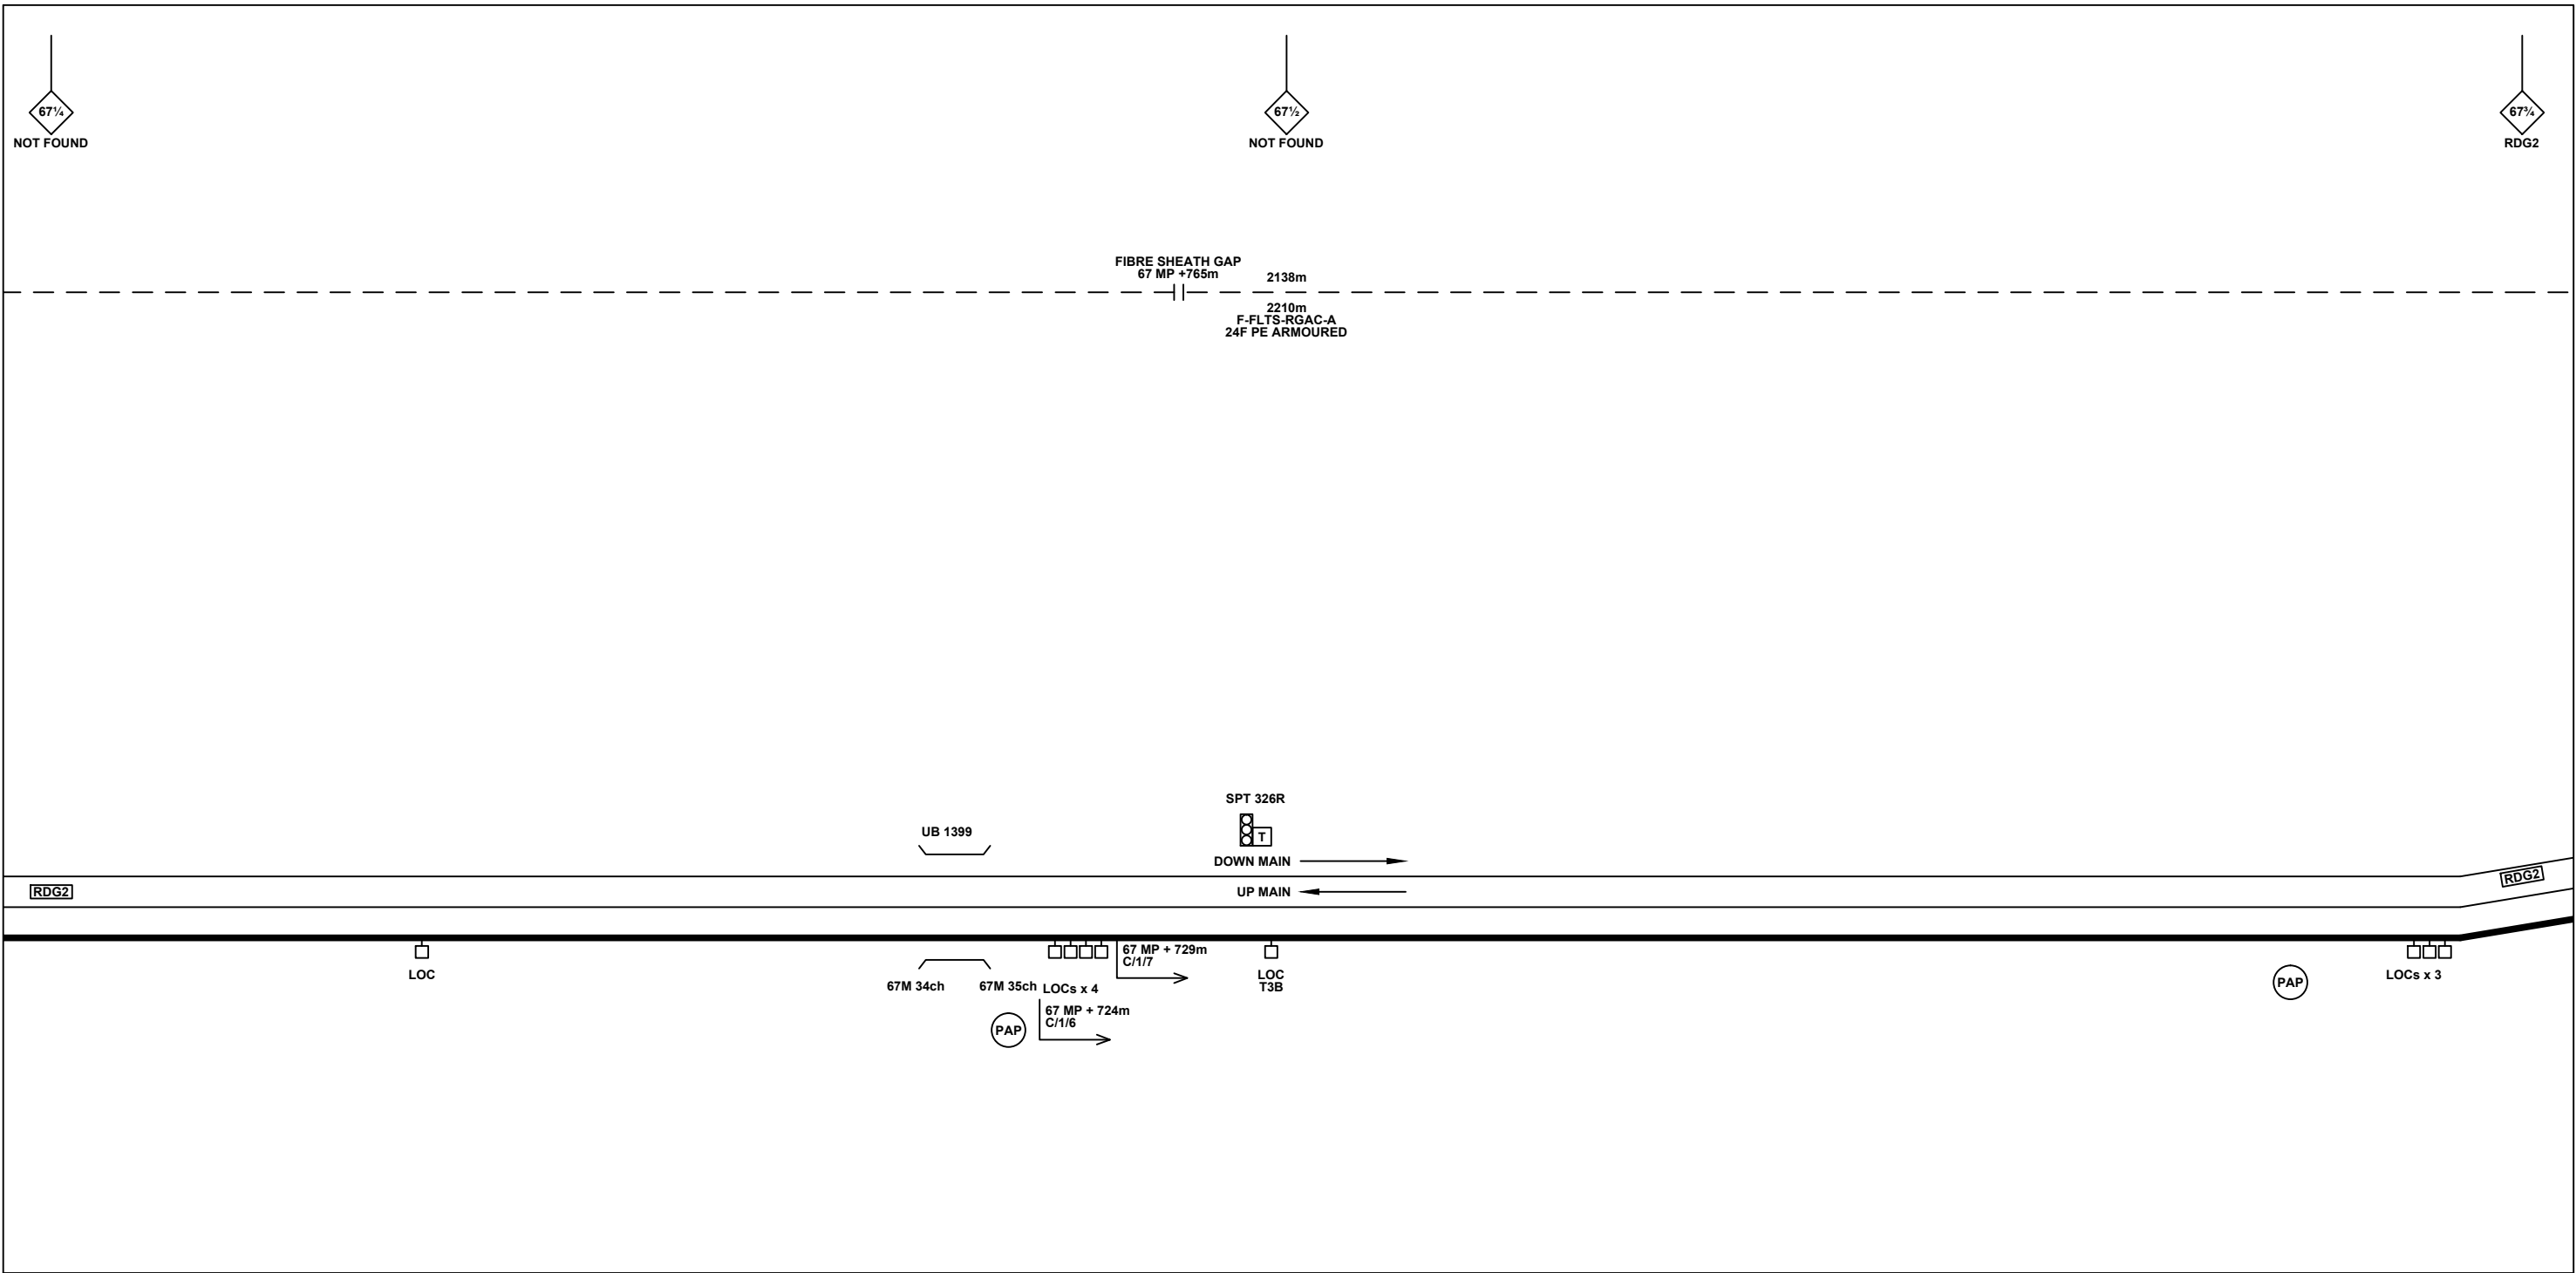 67¼
NOT FOUND
67½
NOT FOUND
67¾
RDG2
FIBRE SHEATH GAP
67 MP +765m
2138m
2210m
F-FLTS-RGAC-A
24F PE ARMOURED
SPT 326R
T
UB 1399
DOWN MAIN
UP MAIN
RDG2
RDG2
LOC
67M 34ch
67M 35ch
LOCs x 4
67 MP + 729m
C/1/7
67 MP + 724m
C/1/6
PAP
LOC
T3B
PAP
LOCs x 3